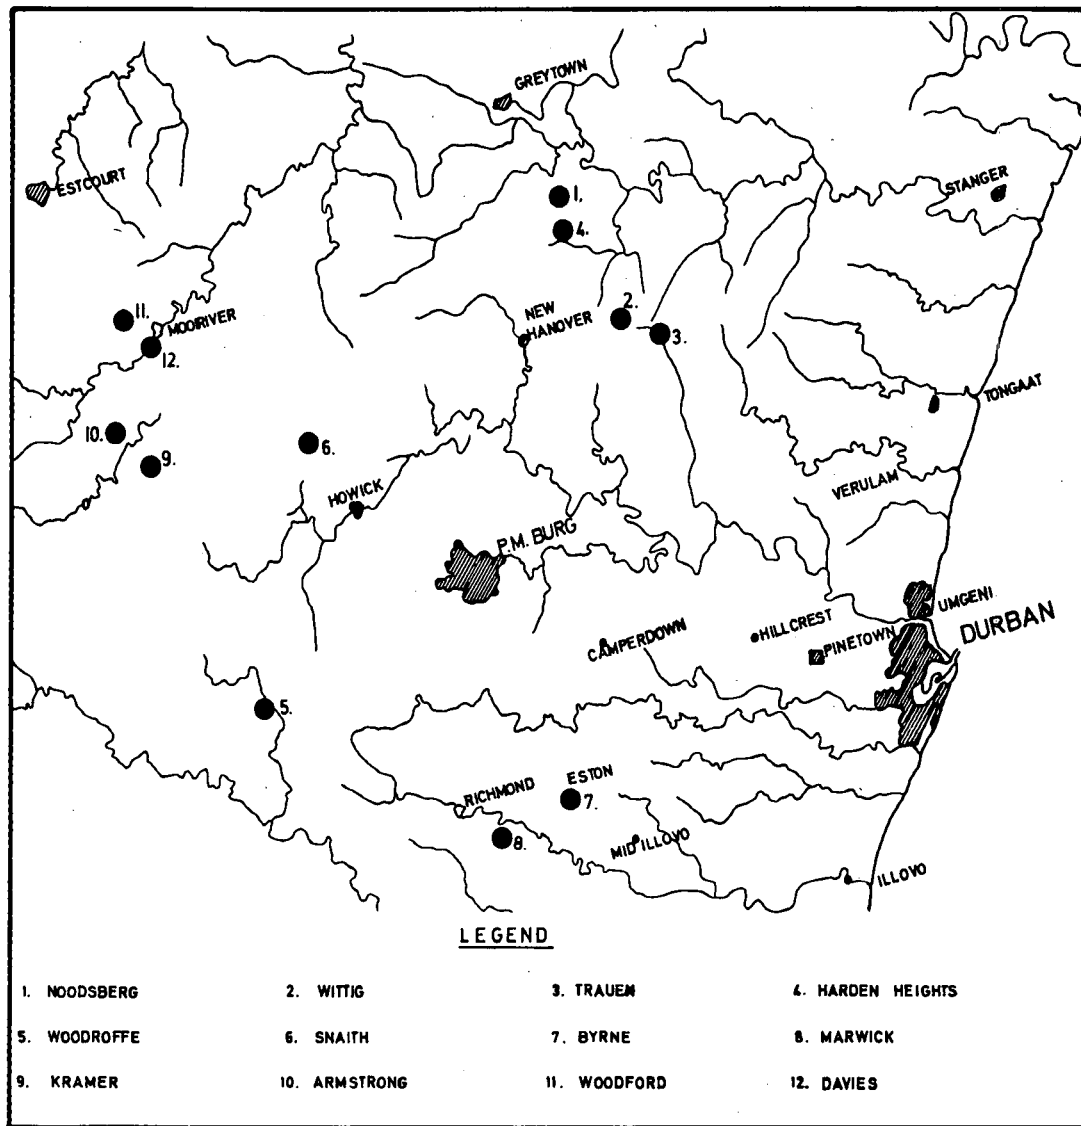 GREYTOWN
ESTCOURT
STANGER
1.
4.
11.
MOOIRIVER
12.
NEW
HANOVER
2.
3.
TONGAAT
10.
9.
6.
HOWICK
VERULAM
P.M. BURG
UMGENI
DURBAN
HILLCREST
CAMPERDOWN
PINETOWN
5.
RICHMOND
ESTON
7.
8.
MID ILLOVO
ILLOVO
LEGEND
1. NOODSBERG 2. WITTIG 3. TRAUEM 4. HARDEN HEIGHTS
5. WOODROFFE 6. SNAITH 7. BYRNE 8. MARWICK
9. KRAMER 10. ARMSTRONG 11. WOODFORD 12. DAVIES